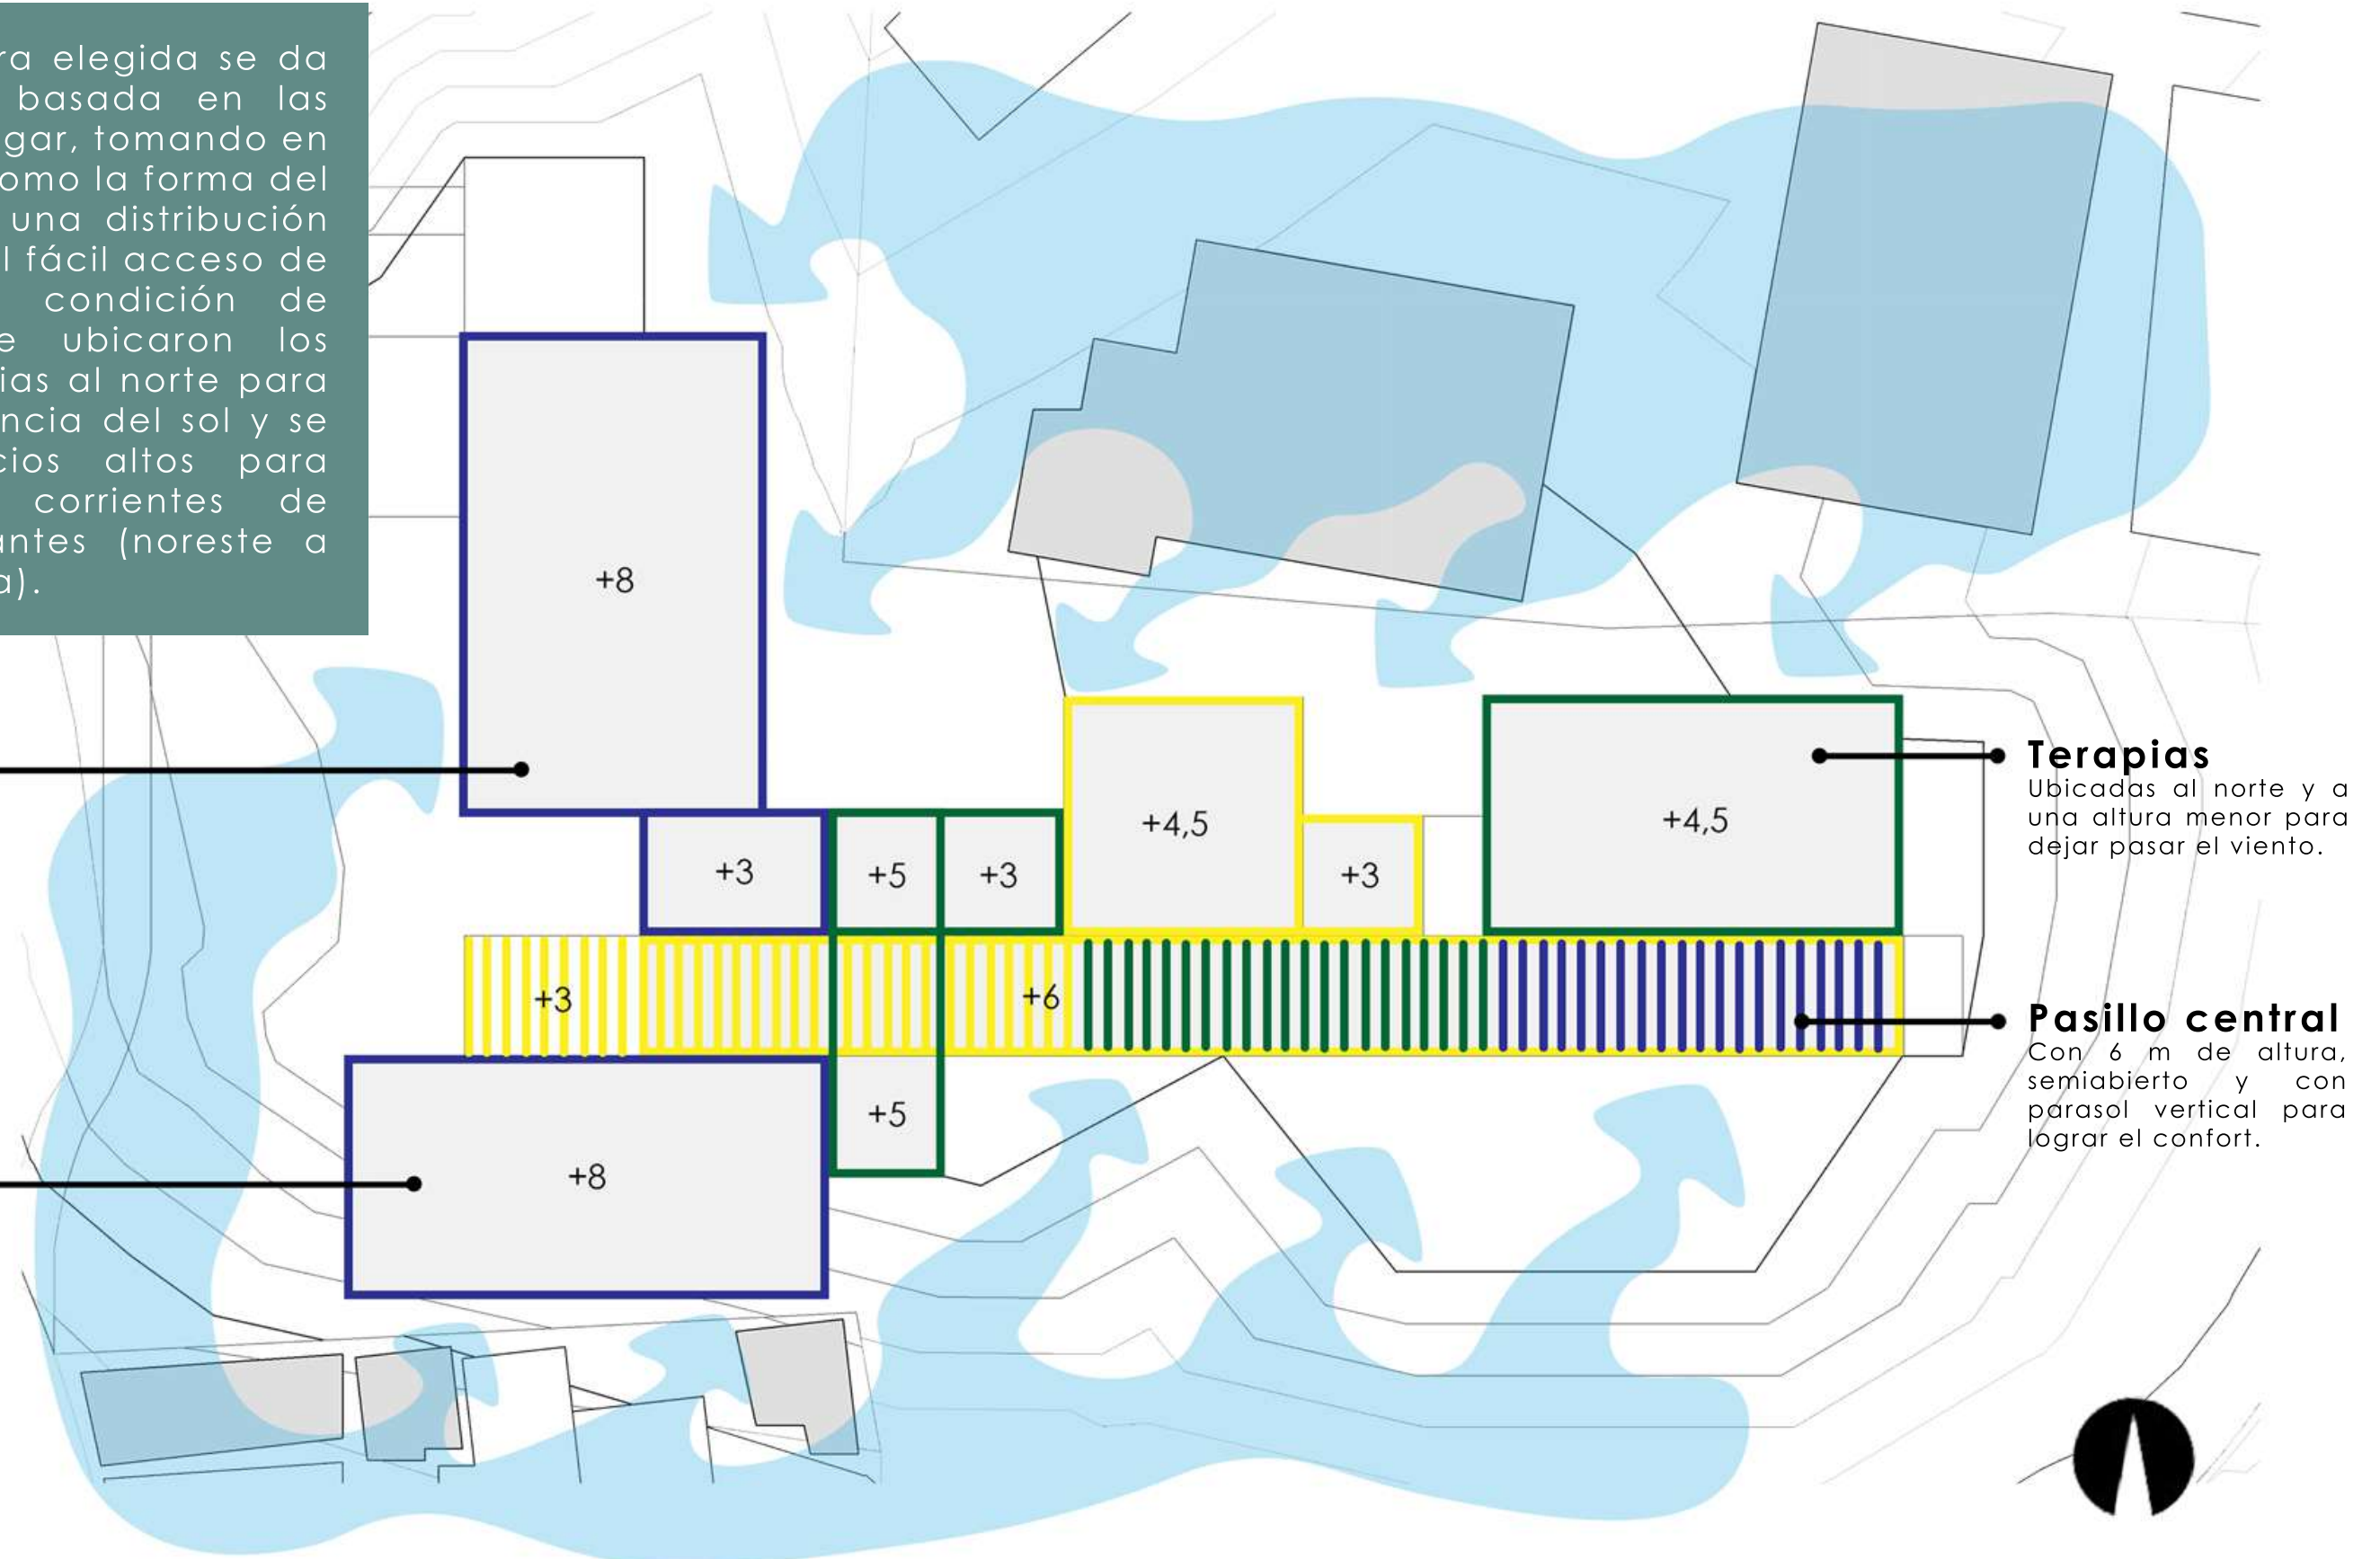 ra elegida se da
basada en las
gar, tomando en
omo la forma del
una distribución
l fácil acceso de
condición de
e ubicaron los
ias al norte para
ncia del sol y se
cios altos para
corrientes de
antes (noreste a
a).
+8
Terapias
Ubicadas al norte y a
una altura menor para
dejar pasar el viento.
+4,5
+4,5
+3
+5
+3
+3
+3
+6
Pasillo central
Con 6 m de altura,
semiabierto y con
parasol vertical para
lograr el confort.
+5
+8